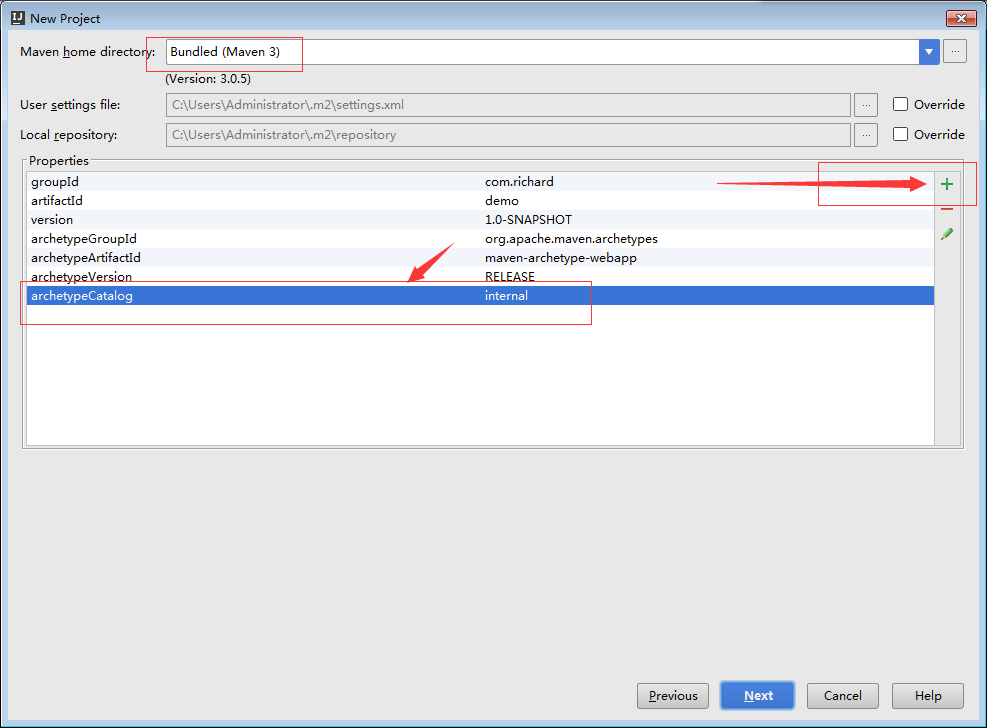 New Project
Maven home directory: Bundled (Maven 3) ...
(Version: 3.0.5)
User settings file: C:\Users\Administrator\.m2\settings.xml ... Override
Local repository: C:\Users\Administrator\.m2\repository ... Override
Properties
groupId com.richard
artifactId demo
version 1.0-SNAPSHOT
archetypeGroupId org.apache.maven.archetypes
archetypeArtifactId maven-archetype-webapp
archetypeVersion RELEASE
archetypeCatalog internal
Previous Next Cancel Help